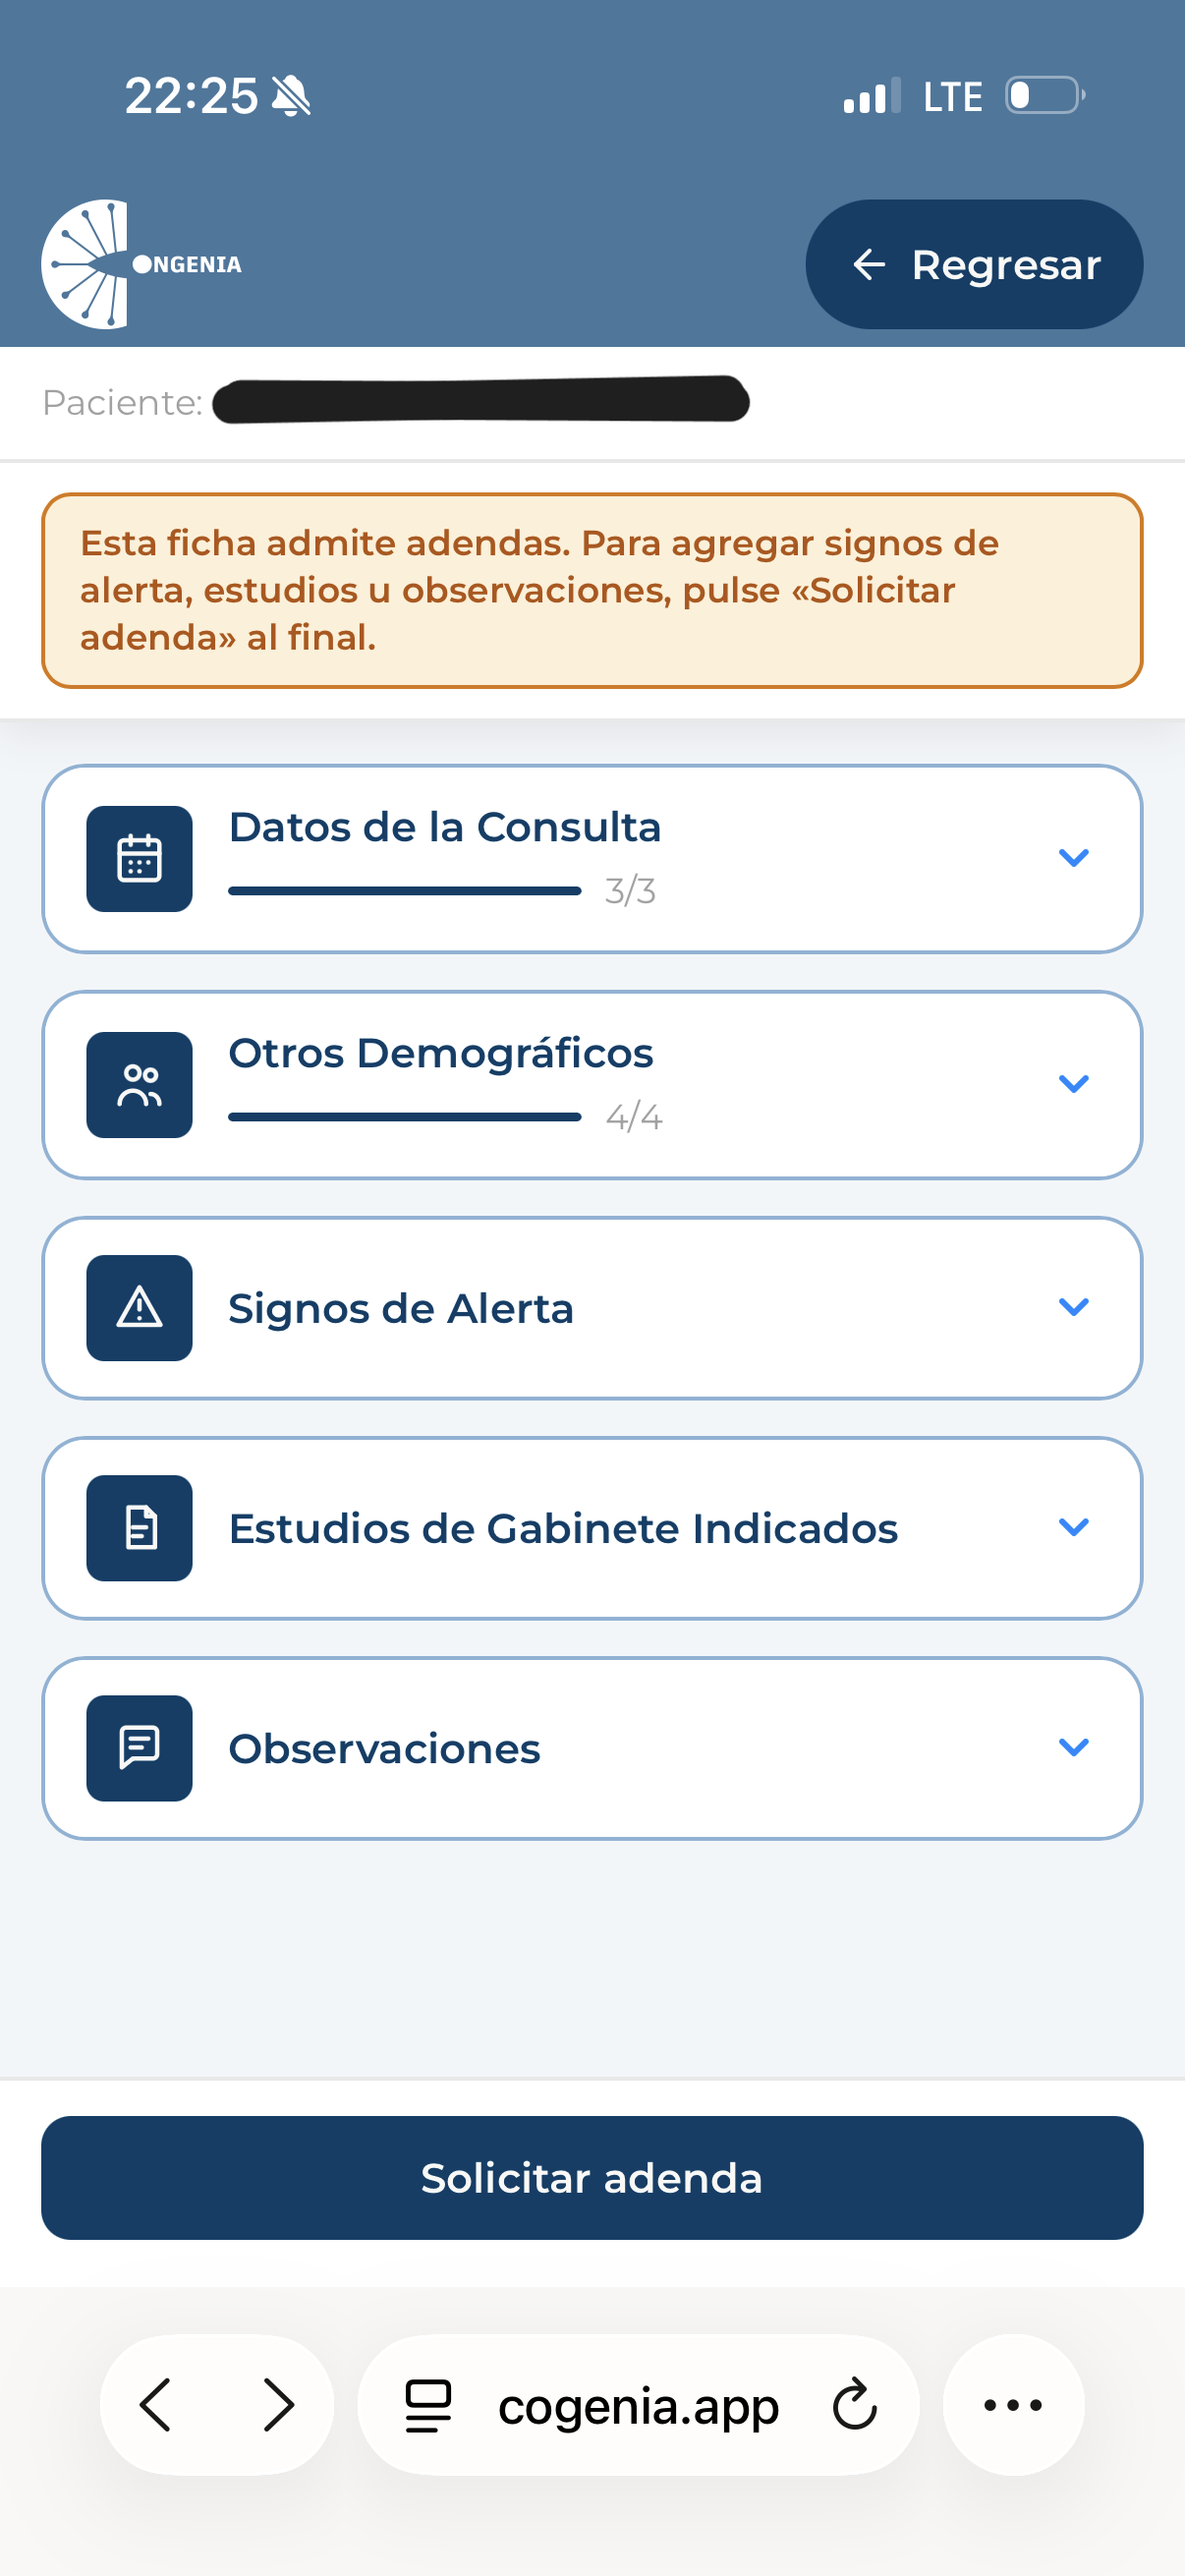 22:25
LTE
ONGENIA
Regresar
Paciente:
Esta ficha admite adendas. Para agregar signos de
alerta, estudios u observaciones, pulse «Solicitar
adenda» al final.
Datos de la Consulta
3/3
Otros Demográficos
4/4
Signos de Alerta
Estudios de Gabinete Indicados
Observaciones
Solicitar adenda
cogenia.app